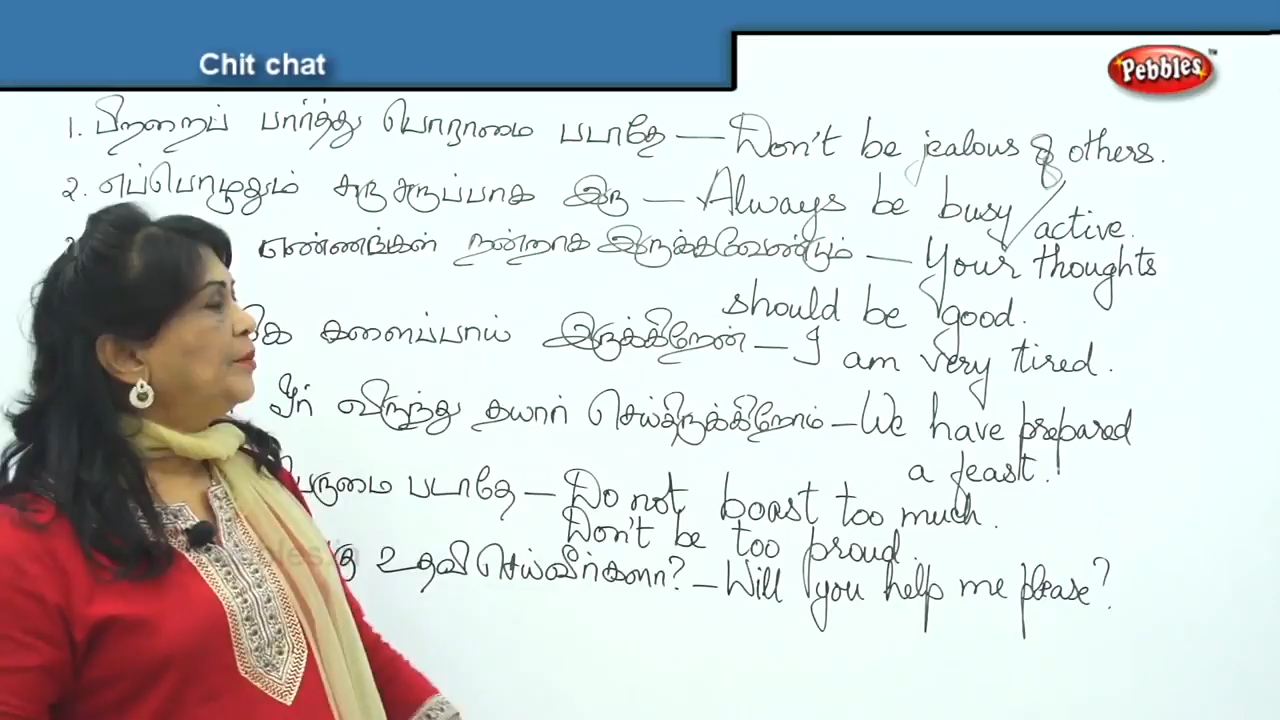 Chit chat
Pebbles
1. பிறரைப் பார்த்து பொறாமை படாதே — Don't be jealous of others.
2. எப்பொழுதும் சுருசுருப்பாக இரு — Always be busy / active.
எண்ணங்கள் நன்றாக இருக்கவேண்டும் — Your thoughts
should be good.
களைப்பாய் இருக்கிறேன் — I am very tired.
ஓர் விருந்து தயார் செய்திருக்கிறோம் — We have prepared
a feast.
பெருமை படாதே — Do not boast too much.
Don't be too proud.
உதவி செய்வீர்களா? — Will you help me please?